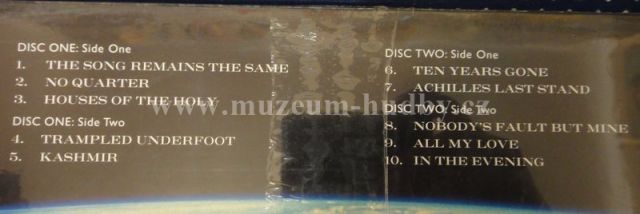 DISC ONE: Side One
1. THE SONG REMAINS THE SAME
2. NO QUARTER
3. HOUSES OF THE HOLY
DISC ONE: Side Two
4. TRAMPLED UNDERFOOT
5. KASHMIR
DISC TWO: Side One
6. TEN YEARS GONE
7. ACHILLES LAST STAND
DISC TWO: Side Two
8. NOBODY'S FAULT BUT MINE
9. ALL MY LOVE
10. IN THE EVENING
www.muzeum-hudby.cz